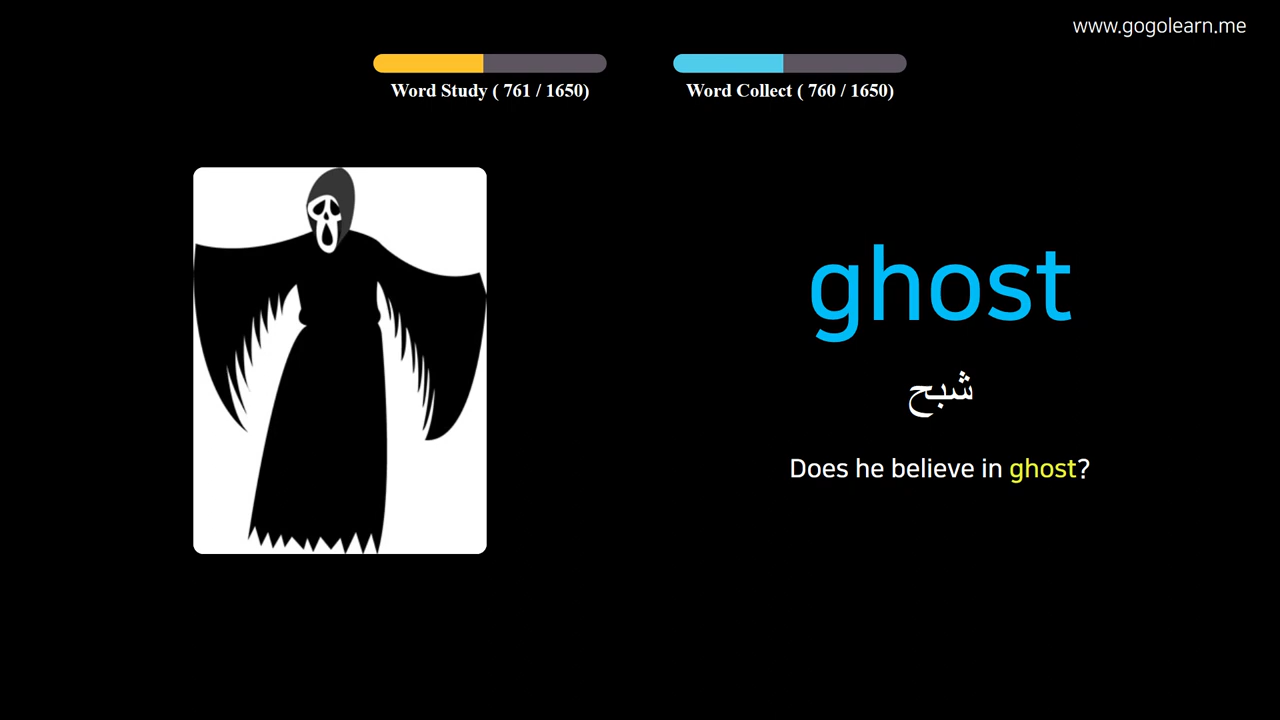 www.gogolearn.me
Word Study ( 761 / 1650)
Word Collect ( 760 / 1650)
ghost
شبح
Does he believe in ghost?